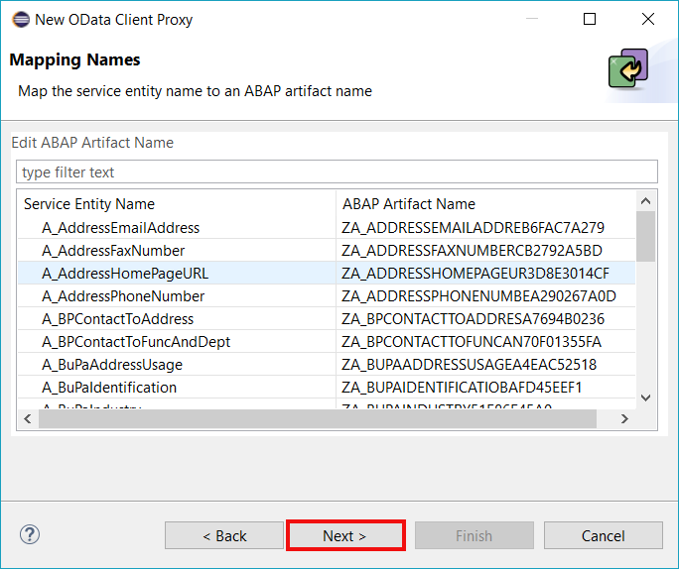 New OData Client Proxy
Mapping Names
Map the service entity name to an ABAP artifact name
Edit ABAP Artifact Name
type filter text
Service Entity Name ABAP Artifact Name
A_AddressEmailAddress ZA_ADDRESSEMAILADDREB6FAC7A279
A_AddressFaxNumber ZA_ADDRESSFAXNUMBERCB2792A5BD
A_AddressHomePageURL ZA_ADDRESSHOMEPAGEUR3D8E3014CF
A_AddressPhoneNumber ZA_ADDRESSPHONENUMBEA290267A0D
A_BPContactToAddress ZA_BPCONTACTTOADDRESA7694B0236
A_BPContactToFuncAndDept ZA_BPCONTACTTOFUNCAN70F01355FA
A_BuPaAddressUsage ZA_BUPAADDRESSUSAGEA4EAC52518
A_BuPaIdentification ZA_BUPAIDENTIFICATIOBAFD45EEF1
A_BuPaIndustry
? < Back Next > Finish Cancel